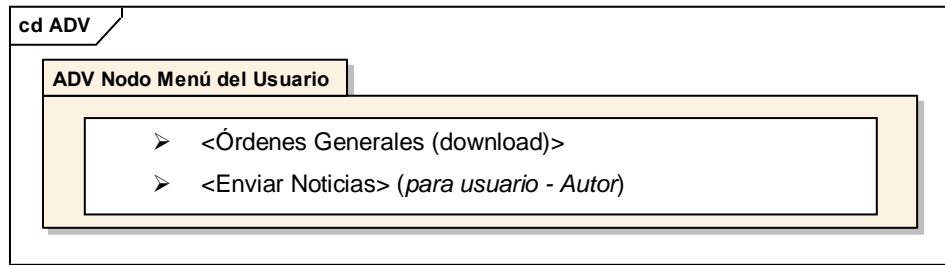 cd ADV
ADV Nodo Menú del Usuario
➢ <Órdenes Generales (download)>
➢ <Enviar Noticias> (para usuario - Autor)